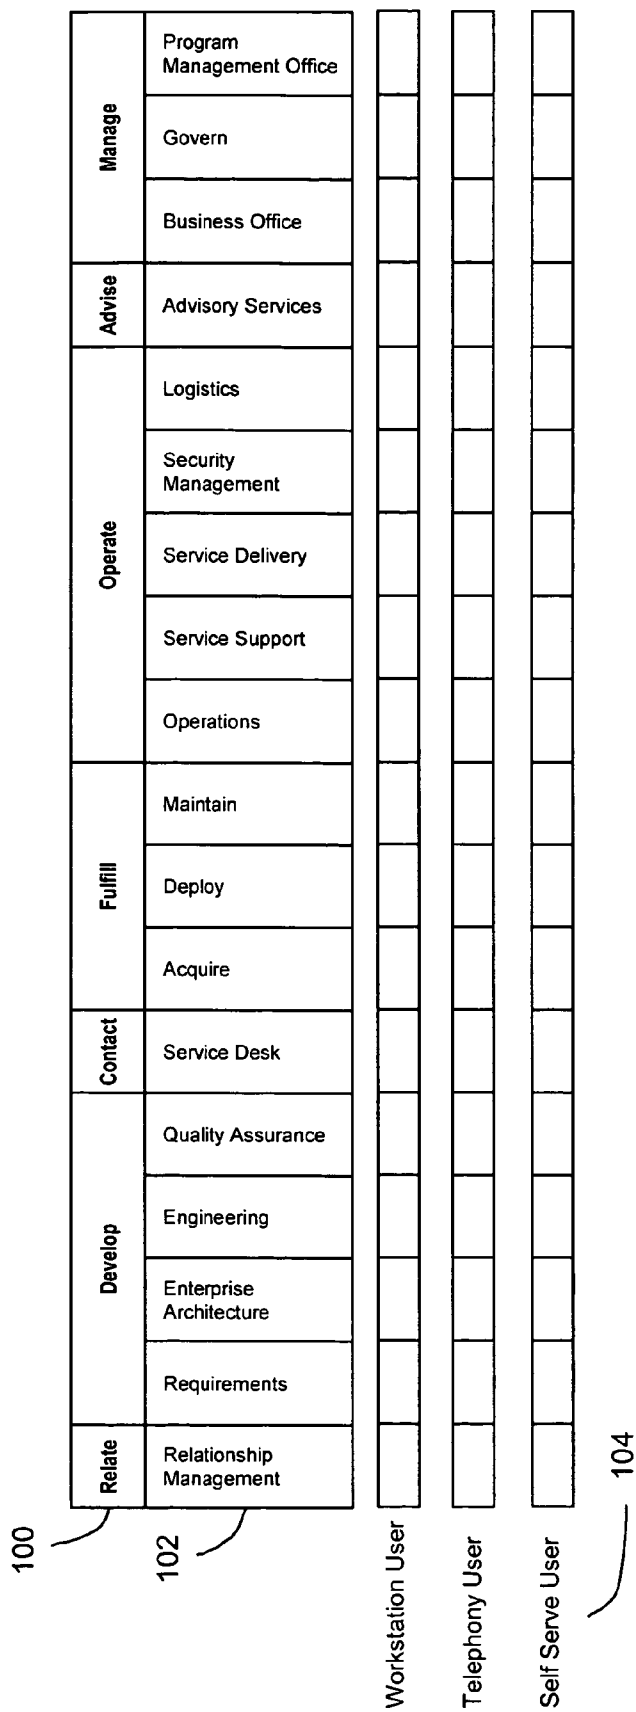 Manage
Program
Management Office
Govern
Business Office
Advise
Advisory Services
Operate
Logistics
Security
Management
Service Delivery
Service Support
Operations
Fulfill
Maintain
Deploy
Acquire
Contact
Service Desk
Develop
Quality Assurance
Engineering
Enterprise
Architecture
Requirements
Relate
Relationship
Management
100
102
Workstation User
Telephony User
Self Serve User
104